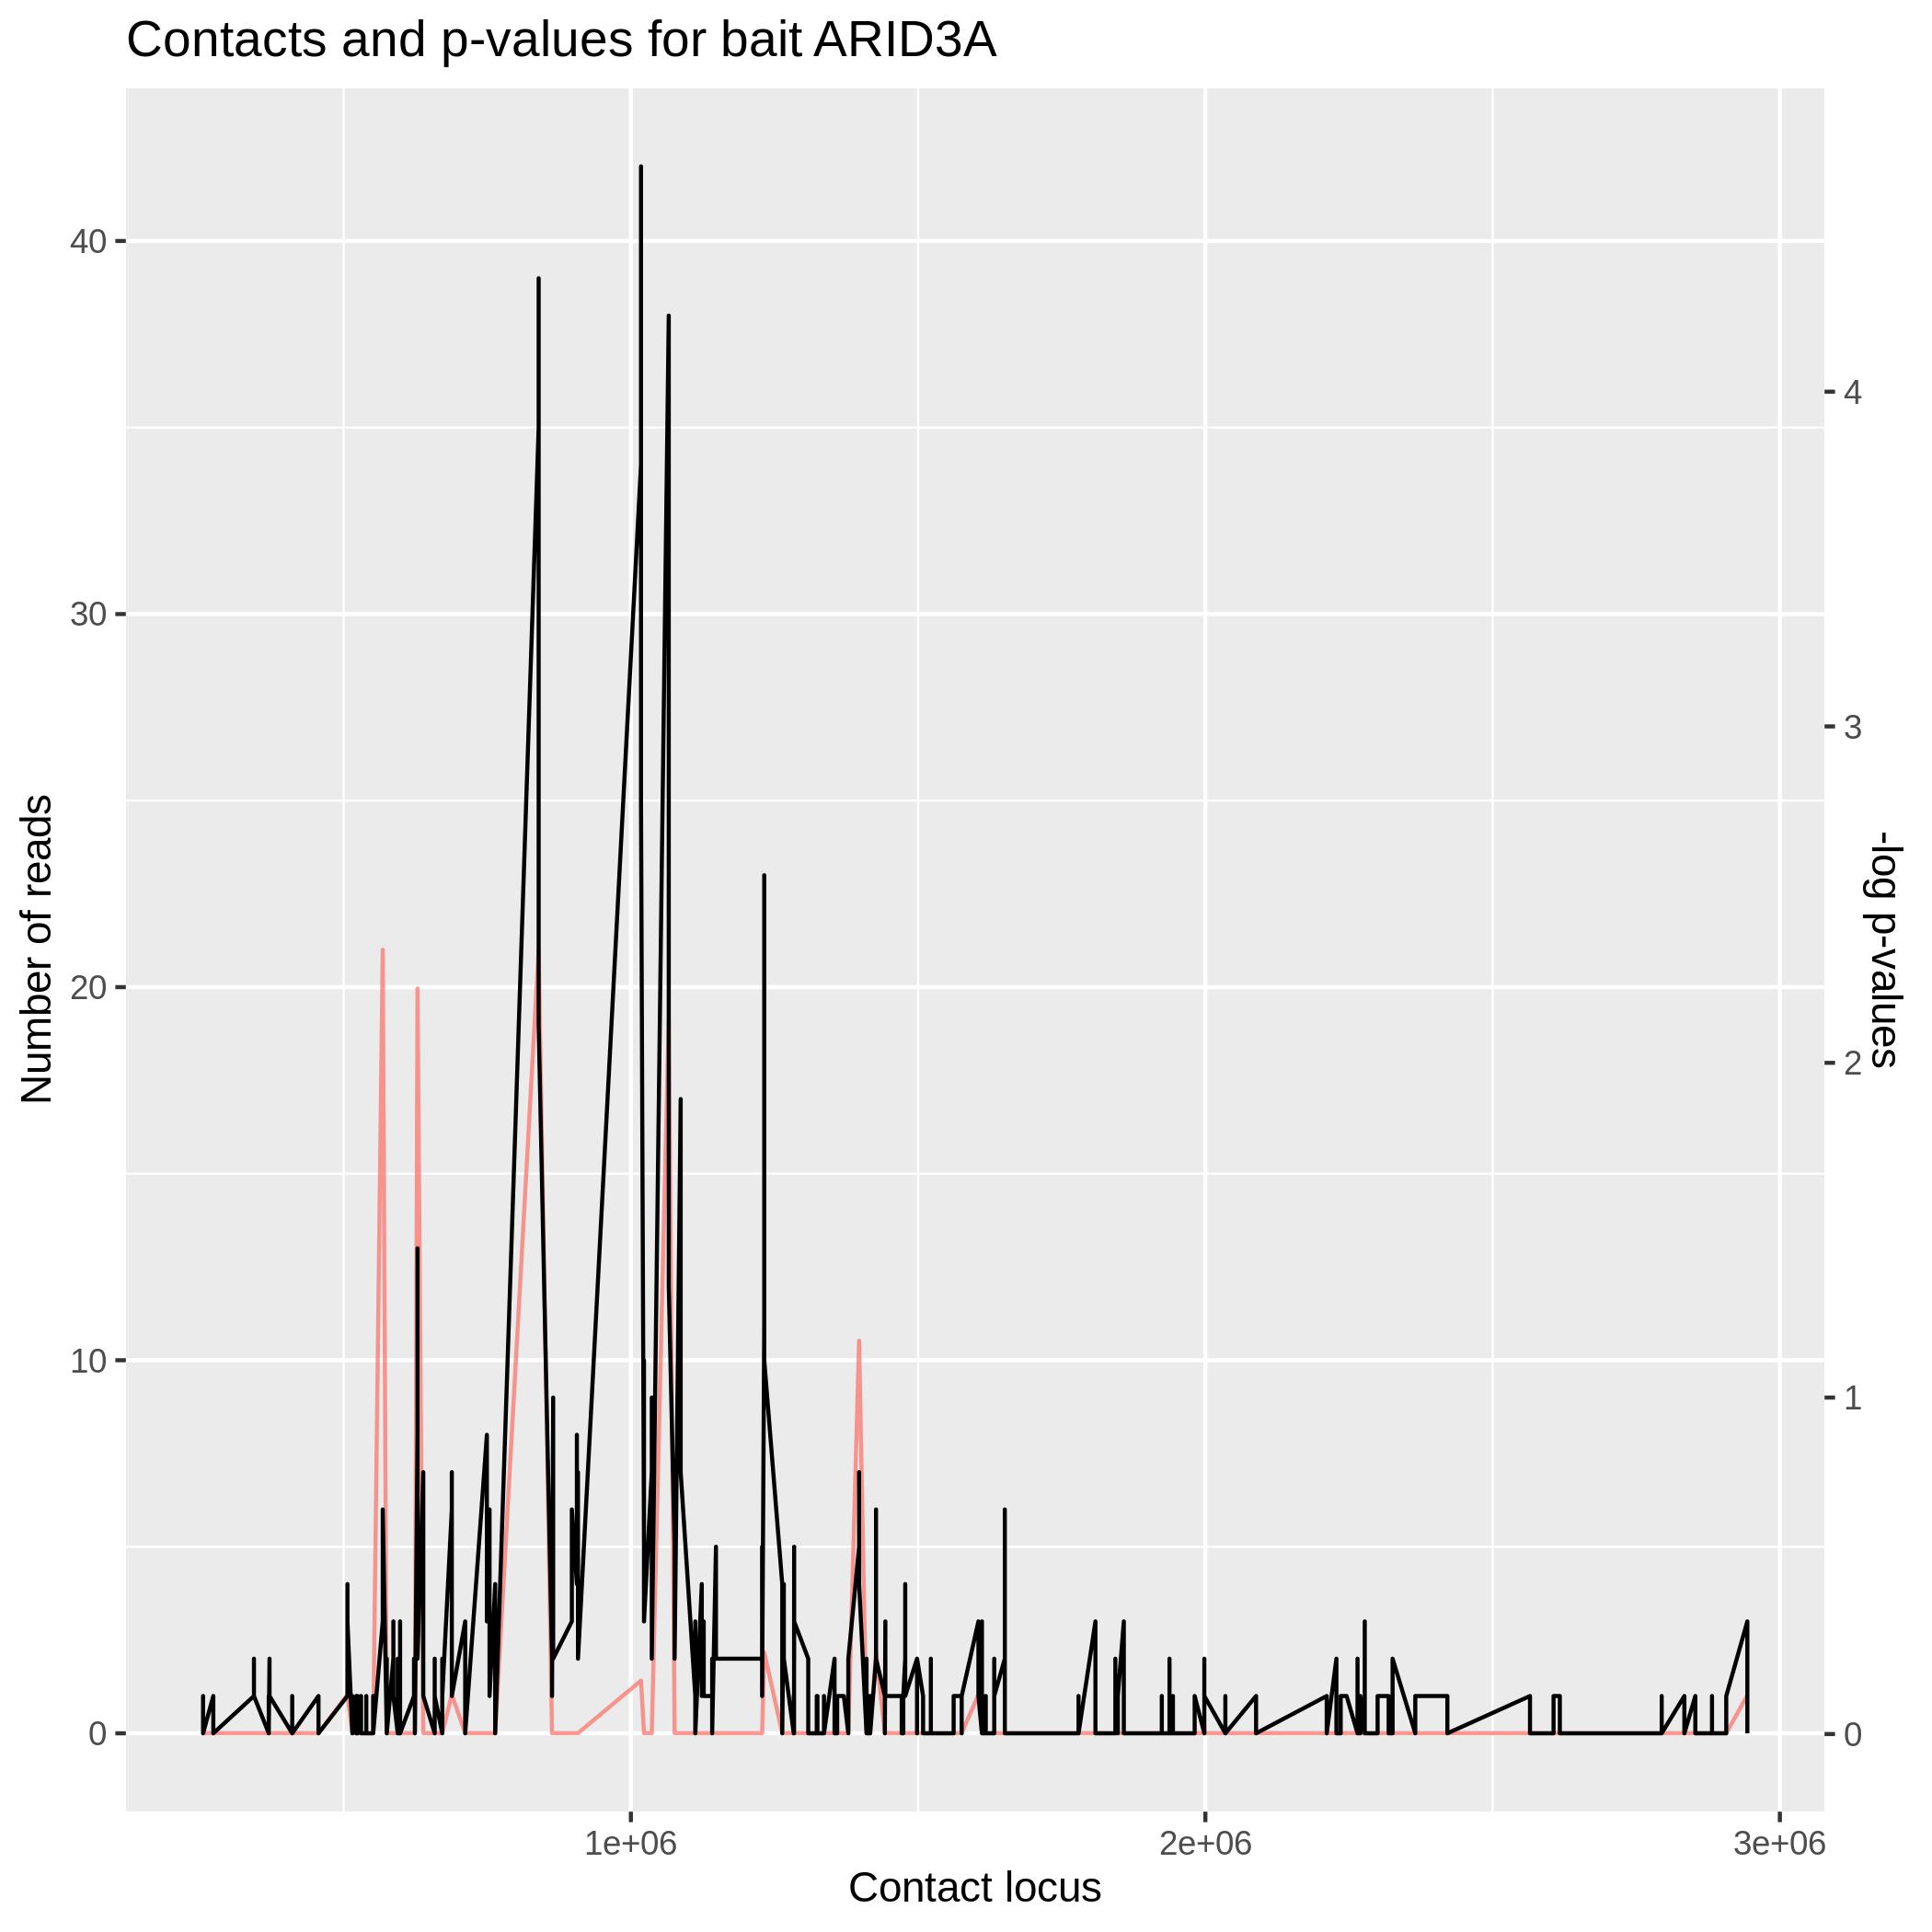 Contacts and p-values for bait ARID3A
Number of reads
40
30
20
10
0
4
3
2
1
0
-log p-values
1e+06
2e+06
3e+06
Contact locus